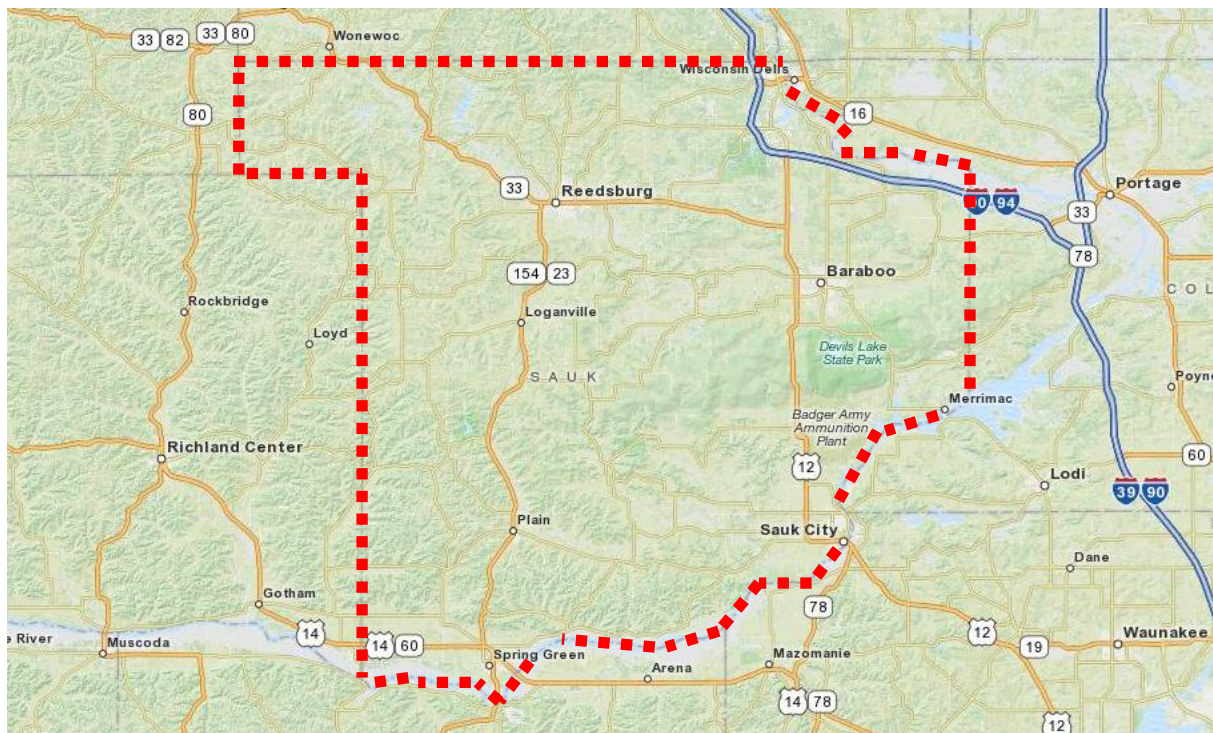 33 82
33 80
Wonewoc
Wisconsin Dells
80
16
33
Reedsburg
Portage
94
33
78
154 23
Baraboo
COL
Rockbridge
Loganville
Loyd
Devils Lake
State Park
SAUK
Poyne
Merrimac
Badger Army
Ammunition
Plant
Richland Center
12
60
Lodi
39 90
Plain
Sauk City
Dane
Gotham
78
e River
Muscoda
14
14 60
12
19
Waunakee
Spring Green
Arena
Mazomanie
14 78
12